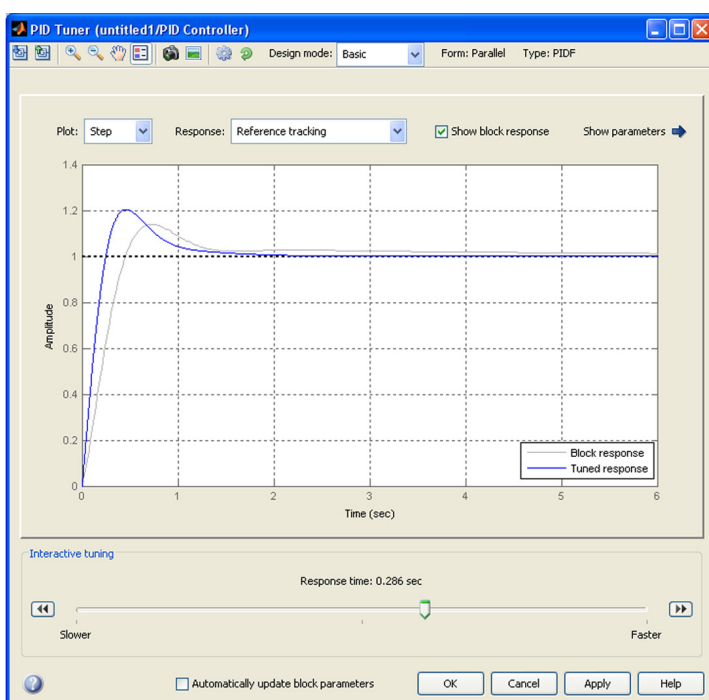 PID Tuner (untitled1/PID Controller)
Design mode: Basic Form: Parallel Type: PIDF
Plot: Step Response: Reference tracking Show block response Show parameters
1.4
1.2
1
0.8
0.6
0.4
0.2
0
Amplitude
Block response
Tuned response
0 1 2 3 4 5 6
Time (sec)
Interactive tuning
Response time: 0.286 sec
Slower Faster
? Automatically update block parameters OK Cancel Apply Help